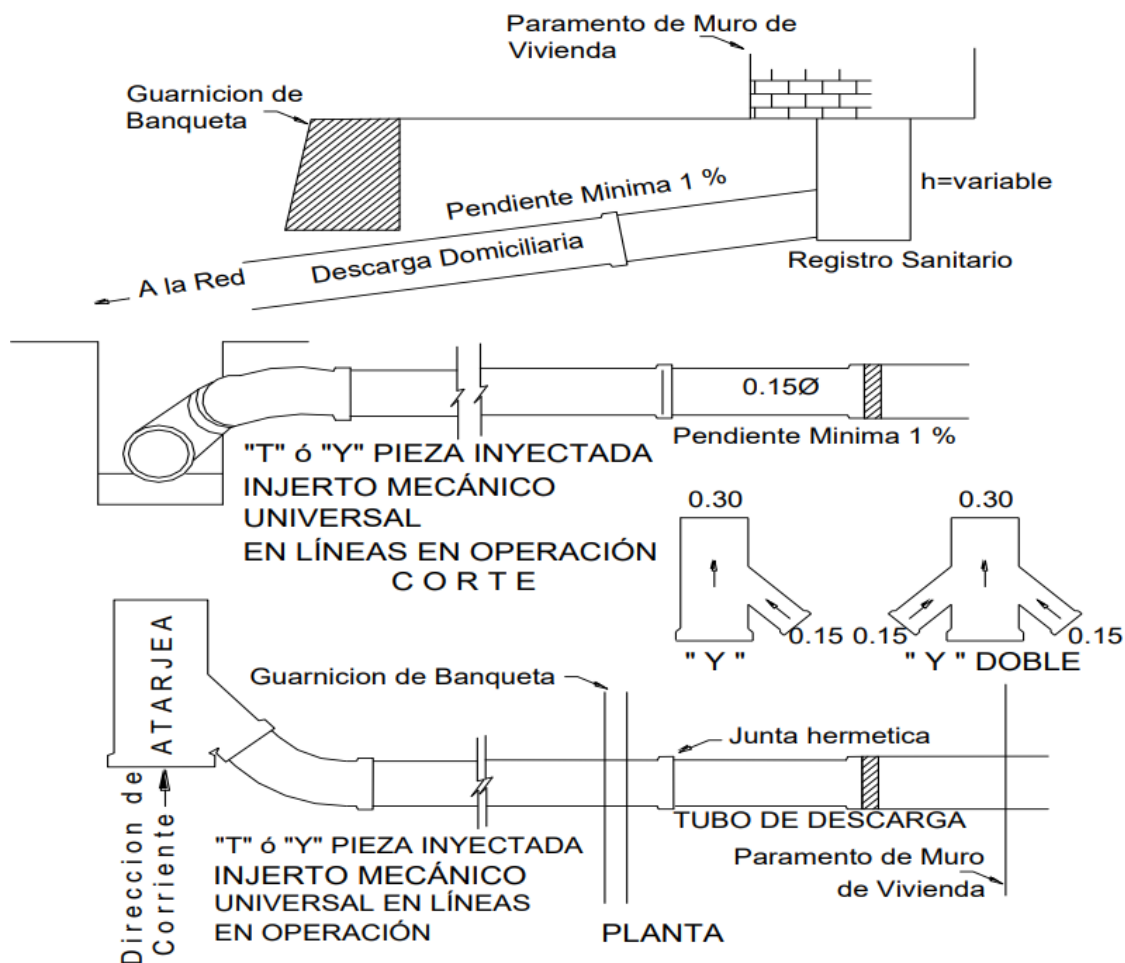 Paramento de Muro de
Vivienda
Guarnicion de
Banqueta
Pendiente Minima 1 %
h=variable
Descarga Domiciliaria
Registro Sanitario
A la Red
0.15Ø
Pendiente Minima 1 %
"T" ó "Y" PIEZA INYECTADA
INJERTO MECÁNICO
UNIVERSAL
EN LÍNEAS EN OPERACIÓN
C O R T E
0.30
0.15
" Y "
0.30
0.15
0.15
" Y " DOBLE
ATARJEA
Direccion de
Corriente
Guarnicion de Banqueta
Junta hermetica
TUBO DE DESCARGA
"T" ó "Y" PIEZA INYECTADA
INJERTO MECÁNICO
UNIVERSAL EN LÍNEAS
EN OPERACIÓN
Paramento de Muro
de Vivienda
PLANTA